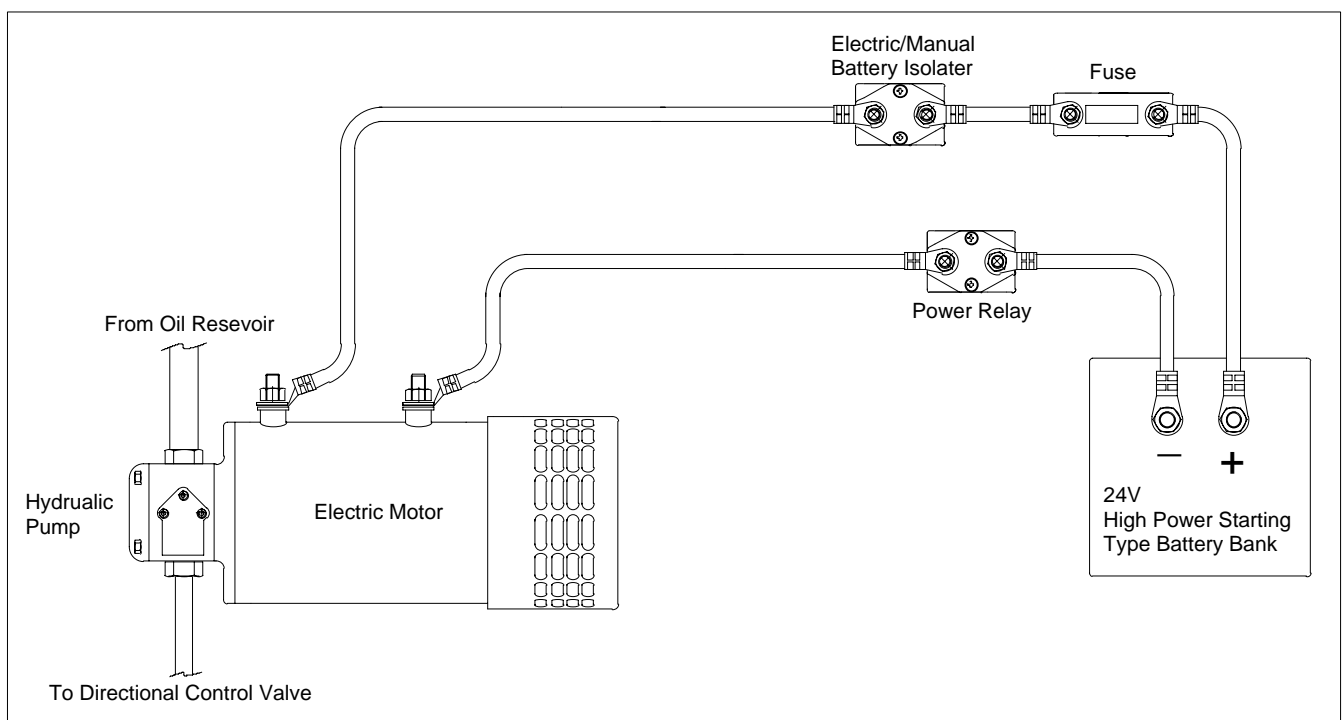 Electric/Manual
Battery Isolater
Fuse
Power Relay
From Oil Resevoir
Hydrualic
Pump
Electric Motor
– +
24V
High Power Starting
Type Battery Bank
To Directional Control Valve